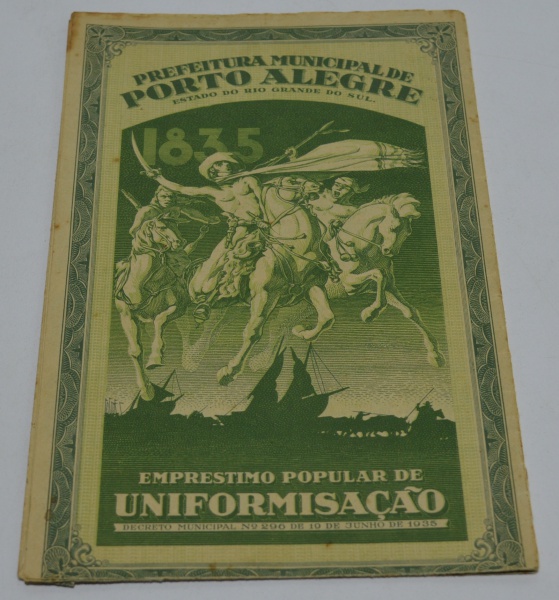 PREFEITURA MUNICIPAL DE
PORTO ALEGRE
ESTADO DO RIO GRANDE DO SUL.
1835
EMPRESTIMO POPULAR DE
UNIFORMISAÇÃO
DECRETO MUNICIPAL Nº 296 DE 19 DE JUNHO DE 1935